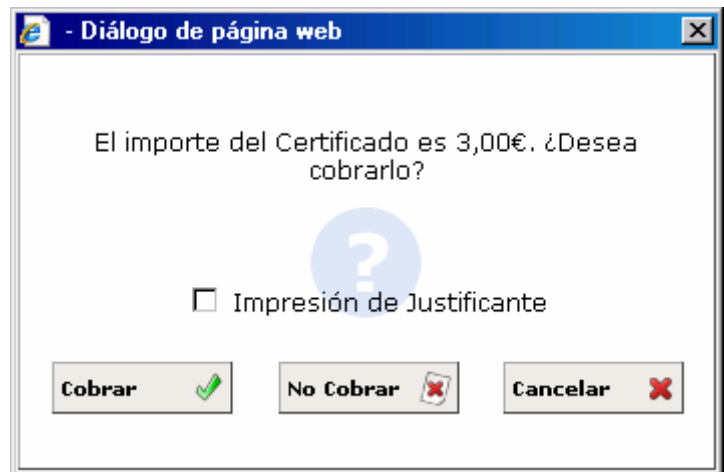 - Diálogo de página web
El importe del Certificado es 3,00€. ¿Desea
cobrarlo?
?
Impresión de Justificante
Cobrar No Cobrar Cancelar